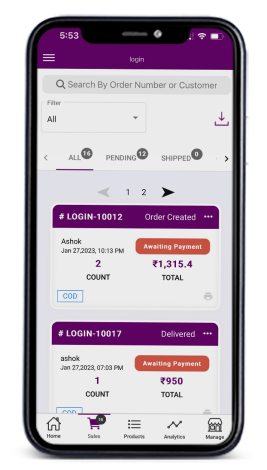 5:53
login
Search By Order Number or Customer
Filter
All
ALL 16 PENDING 12 SHIPPED 0
1 2
# LOGIN-10012 Order Created
Ashok
Jan 27,2023, 10:13 PM
Awaiting Payment
2 ₹1,315.4
COUNT TOTAL
COD
# LOGIN-10017 Delivered
ashok
Jan 27,2023, 07:03 PM
Awaiting Payment
1 ₹950
COUNT TOTAL
COD
16
Home Sales Products Analytics Manage